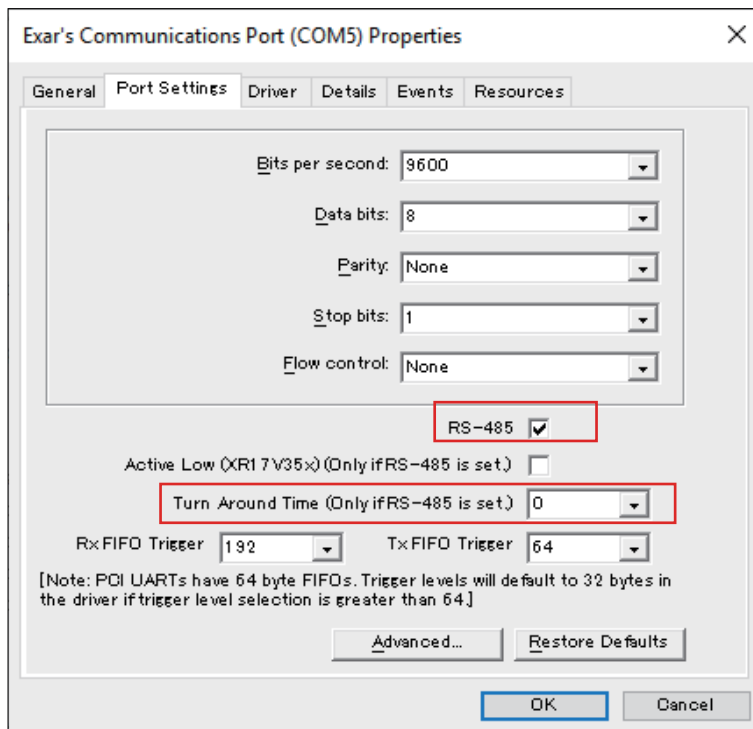 Exar's Communications Port (COM5) Properties
General Port Settings Driver Details Events Resources
Bits per second: 9600
Data bits: 8
Parity: None
Stop bits: 1
Flow control: None
RS-485
Active Low (XR17V35x) (Only if RS-485 is set.)
Turn Around Time (Only if RS-485 is set.) 0
Rx FIFO Trigger 192 Tx FIFO Trigger 64
[Note: PCI UARTs have 64 byte FIFOs. Trigger levels will default to 32 bytes in
the driver if trigger level selection is greater than 64.]
Advanced... Restore Defaults
OK Cancel